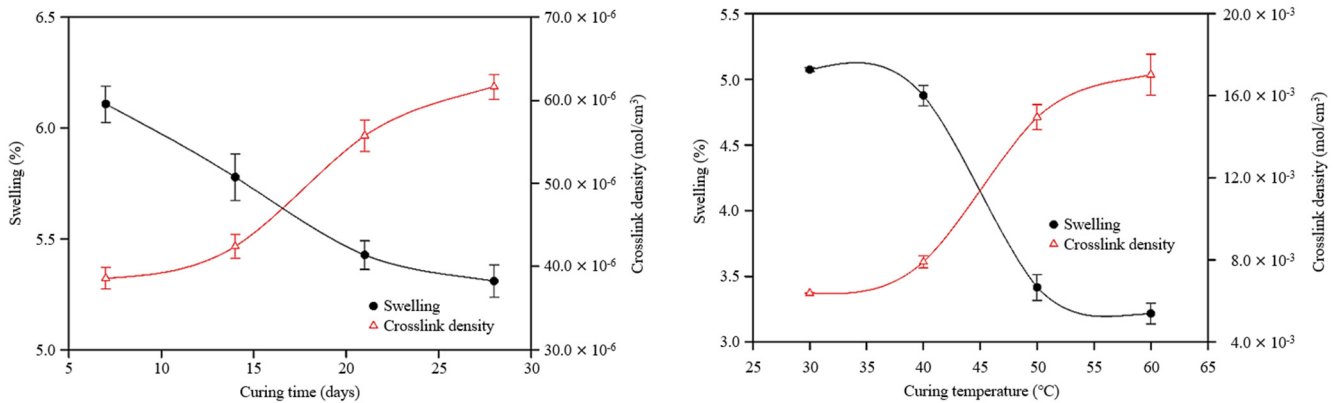 6.5
6.0
5.5
5.0
Swelling (%)
70.0 × 10⁻⁶
60.0 × 10⁻⁶
50.0 × 10⁻⁶
40.0 × 10⁻⁶
30.0 × 10⁻⁶
Crosslink density (mol/cm³)
Swelling
Crosslink density
5 10 15 20 25 30
Curing time (days)
5.5
5.0
4.5
4.0
3.5
3.0
Swelling (%)
20.0 × 10⁻³
16.0 × 10⁻³
12.0 × 10⁻³
8.0 × 10⁻³
4.0 × 10⁻³
Crosslink density (mol/cm³)
Swelling
Crosslink density
25 30 35 40 45 50 55 60 65
Curing temperature (°C)